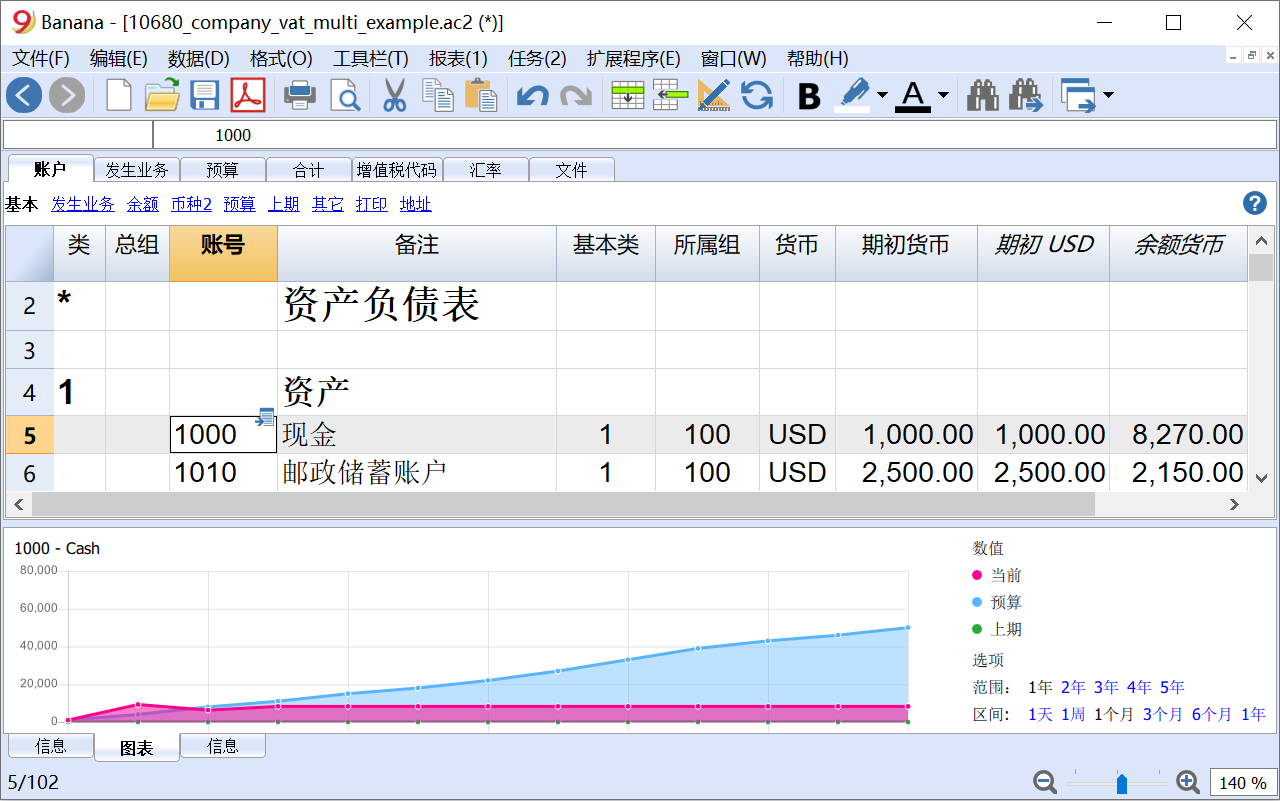 Banana - [10680_company_vat_multi_example.ac2 (*)]
文件(F) 编辑(E) 数据(D) 格式(O) 工具栏(T) 报表(1) 任务(2) 扩展程序(E) 窗口(W) 帮助(H)
B A
1000
账户 发生业务 预算 合计 增值税代码 汇率 文件
基本 发生业务 余额 币种2 预算 上期 其它 打印 地址 ?
类 总组 账号 备注 基本类 所属组 货币 期初货币 期初 USD 余额货币
2 * 资产负债表
3
4 1 资产
5 1000 现金 1 100 USD 1,000.00 1,000.00 8,270.00
6 1010 邮政储蓄账户 1 100 USD 2,500.00 2,500.00 2,150.00
1000 - Cash
80,000
60,000
40,000
20,000
0
数值
当前
预算
上期
选项
范围： 1年 2年 3年 4年 5年
区间： 1天 1周 1个月 3个月 6个月 1年
信息 图表 信息
5/102 140 %